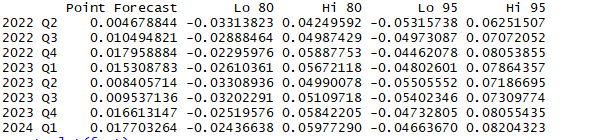 Point Forecast Lo 80 Hi 80 Lo 95 Hi 95
2022 Q2 0.004678844 -0.03313823 0.04249592 -0.05315738 0.06251507
2022 Q3 0.010494821 -0.02888464 0.04987429 -0.04973087 0.07072052
2022 Q4 0.017958884 -0.02295976 0.05887753 -0.04462078 0.08053855
2023 Q1 0.015308783 -0.02610361 0.05672118 -0.04802601 0.07864357
2023 Q2 0.008405714 -0.03308936 0.04990078 -0.05505552 0.07186695
2023 Q3 0.009537136 -0.03202291 0.05109718 -0.05402346 0.07309774
2023 Q4 0.016613147 -0.02519576 0.05842205 -0.04732805 0.08055435
2024 Q1 0.017703264 -0.02436638 0.05977290 -0.04663670 0.08204323